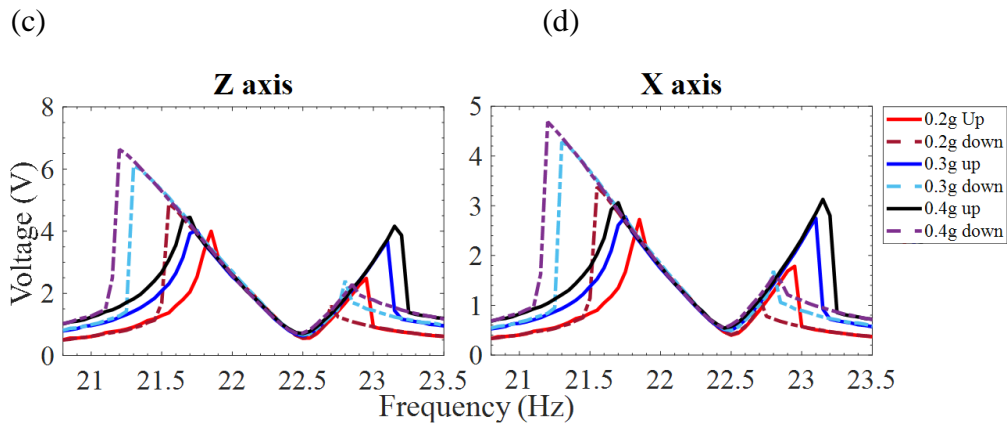 (c) (d)
Z axis X axis
8
6
4
2
0
Voltage (V)
21 21.5 22 22.5 23 23.5
5
4
3
2
1
0
21 21.5 22 22.5 23 23.5
Frequency (Hz)
0.2g Up
0.2g down
0.3g up
0.3g down
0.4g up
0.4g down